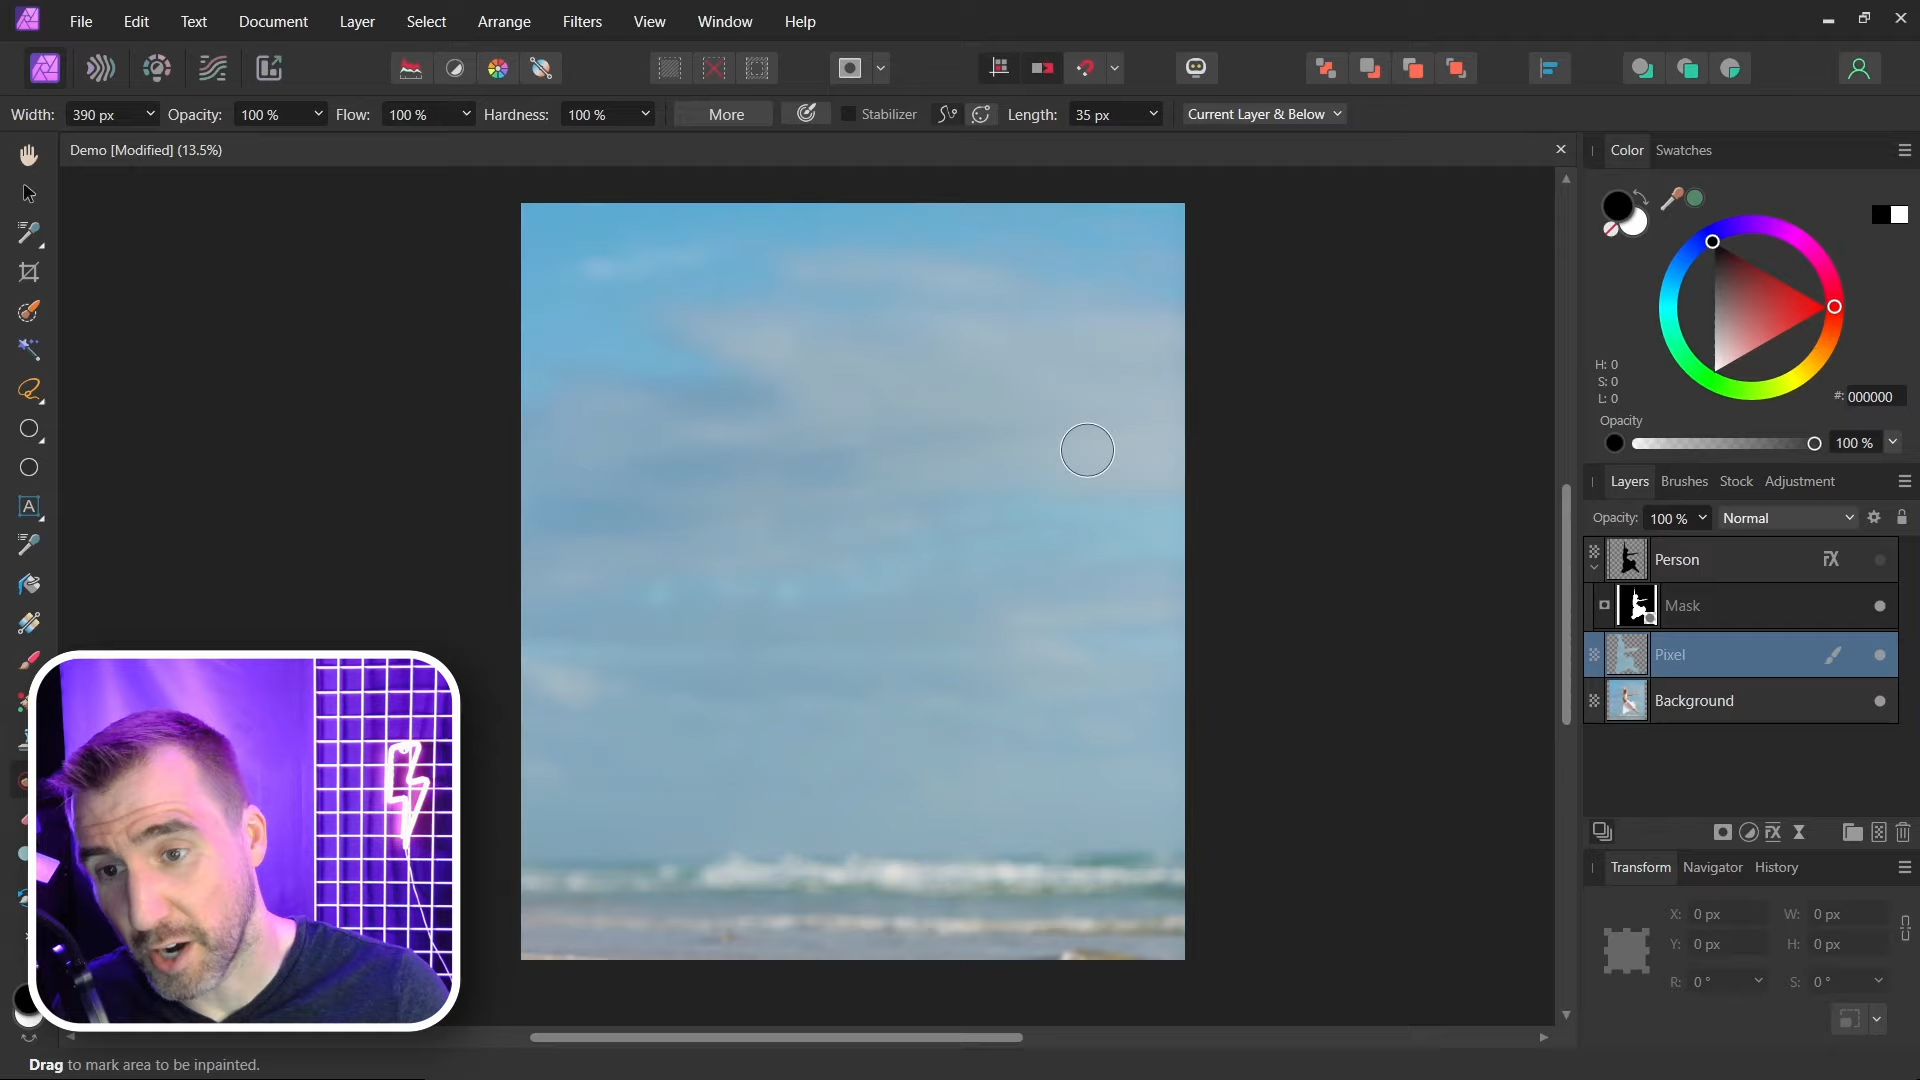 File Edit Text Document Layer Select Arrange Filters View Window Help
Width: 390 px Opacity: 100 % Flow: 100 % Hardness: 100 % More Stabilizer Length: 35 px Current Layer & Below
Demo [Modified] (13.5%)
Color Swatches
H: 0
S: 0
L: 0
#: 000000
Opacity
100 %
Layers Brushes Stock Adjustment
Opacity: 100 % Normal
Person
FX
Mask
Pixel
Background
FX
Transform Navigator History
X: 0 px W: 0 px
Y: 0 px H: 0 px
R: 0 ° S: 0 °
A
Drag to mark area to be inpainted.